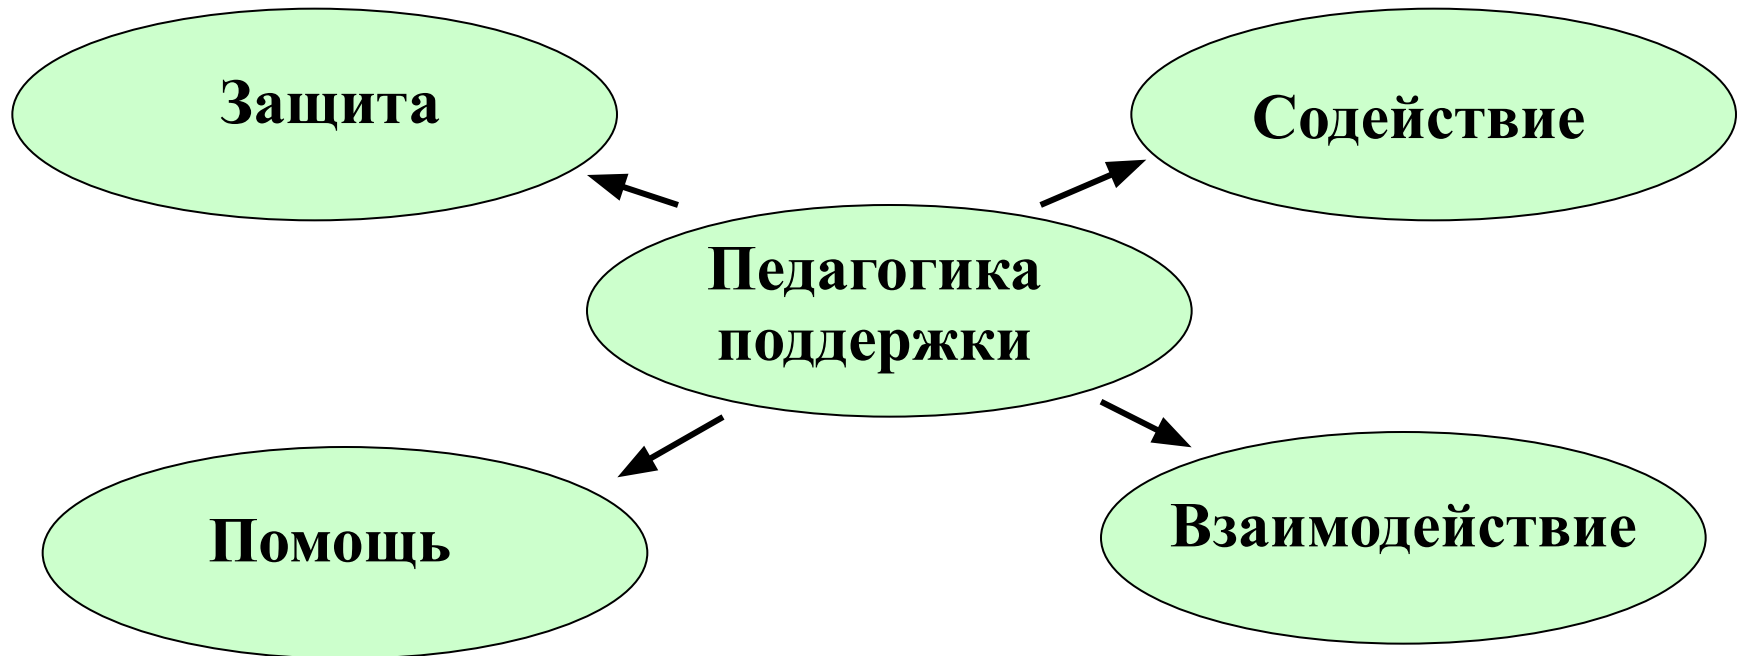 Защита
Содействие
Педагогика
поддержки
Помощь
Взаимодействие